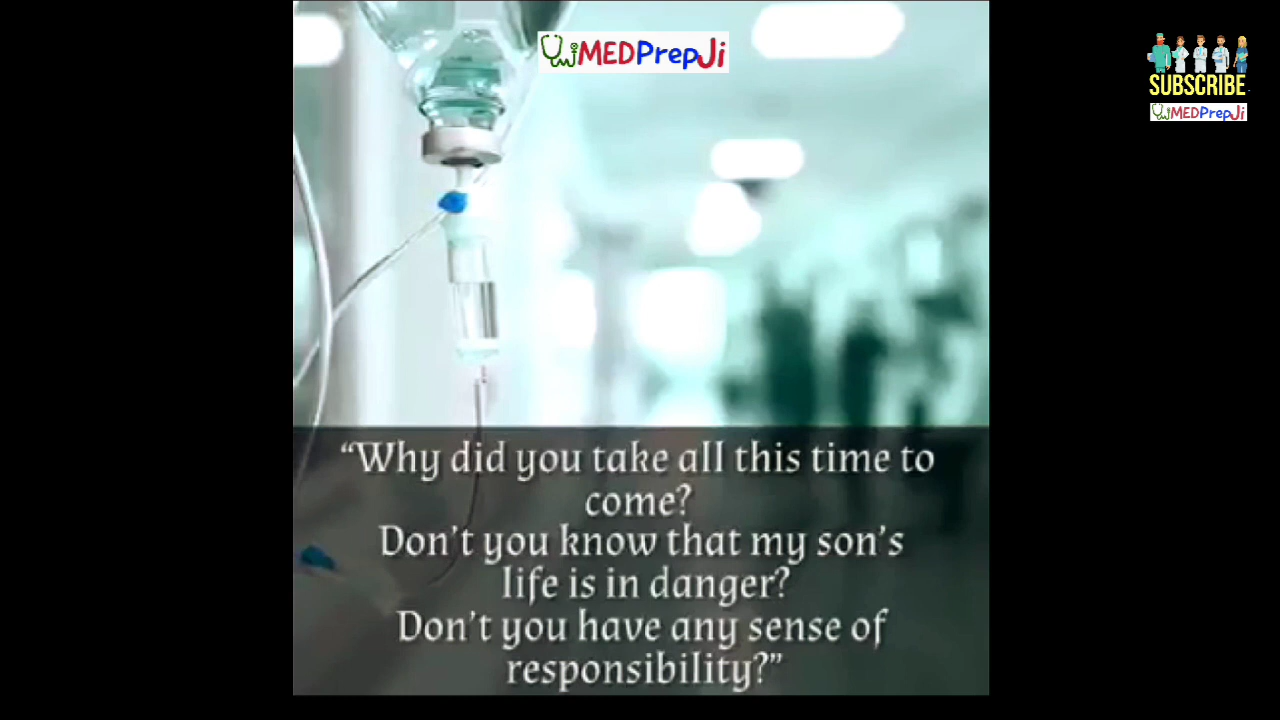 MEDPrepJi
SUBSCRIBE
MEDPrepJi
“Why did you take all this time to
come?
Don’t you know that my son’s
life is in danger?
Don’t you have any sense of
responsibility?”